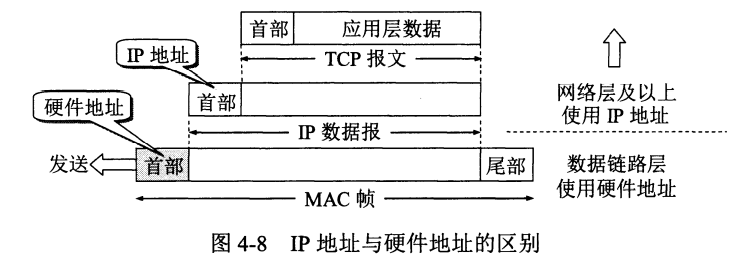 首部 应用层数据
TCP 报文
IP 地址
首部
网络层及以上
使用 IP 地址
硬件地址
IP 数据报
发送 首部 尾部
数据链路层
使用硬件地址
MAC 帧
图 4-8 IP 地址与硬件地址的区别